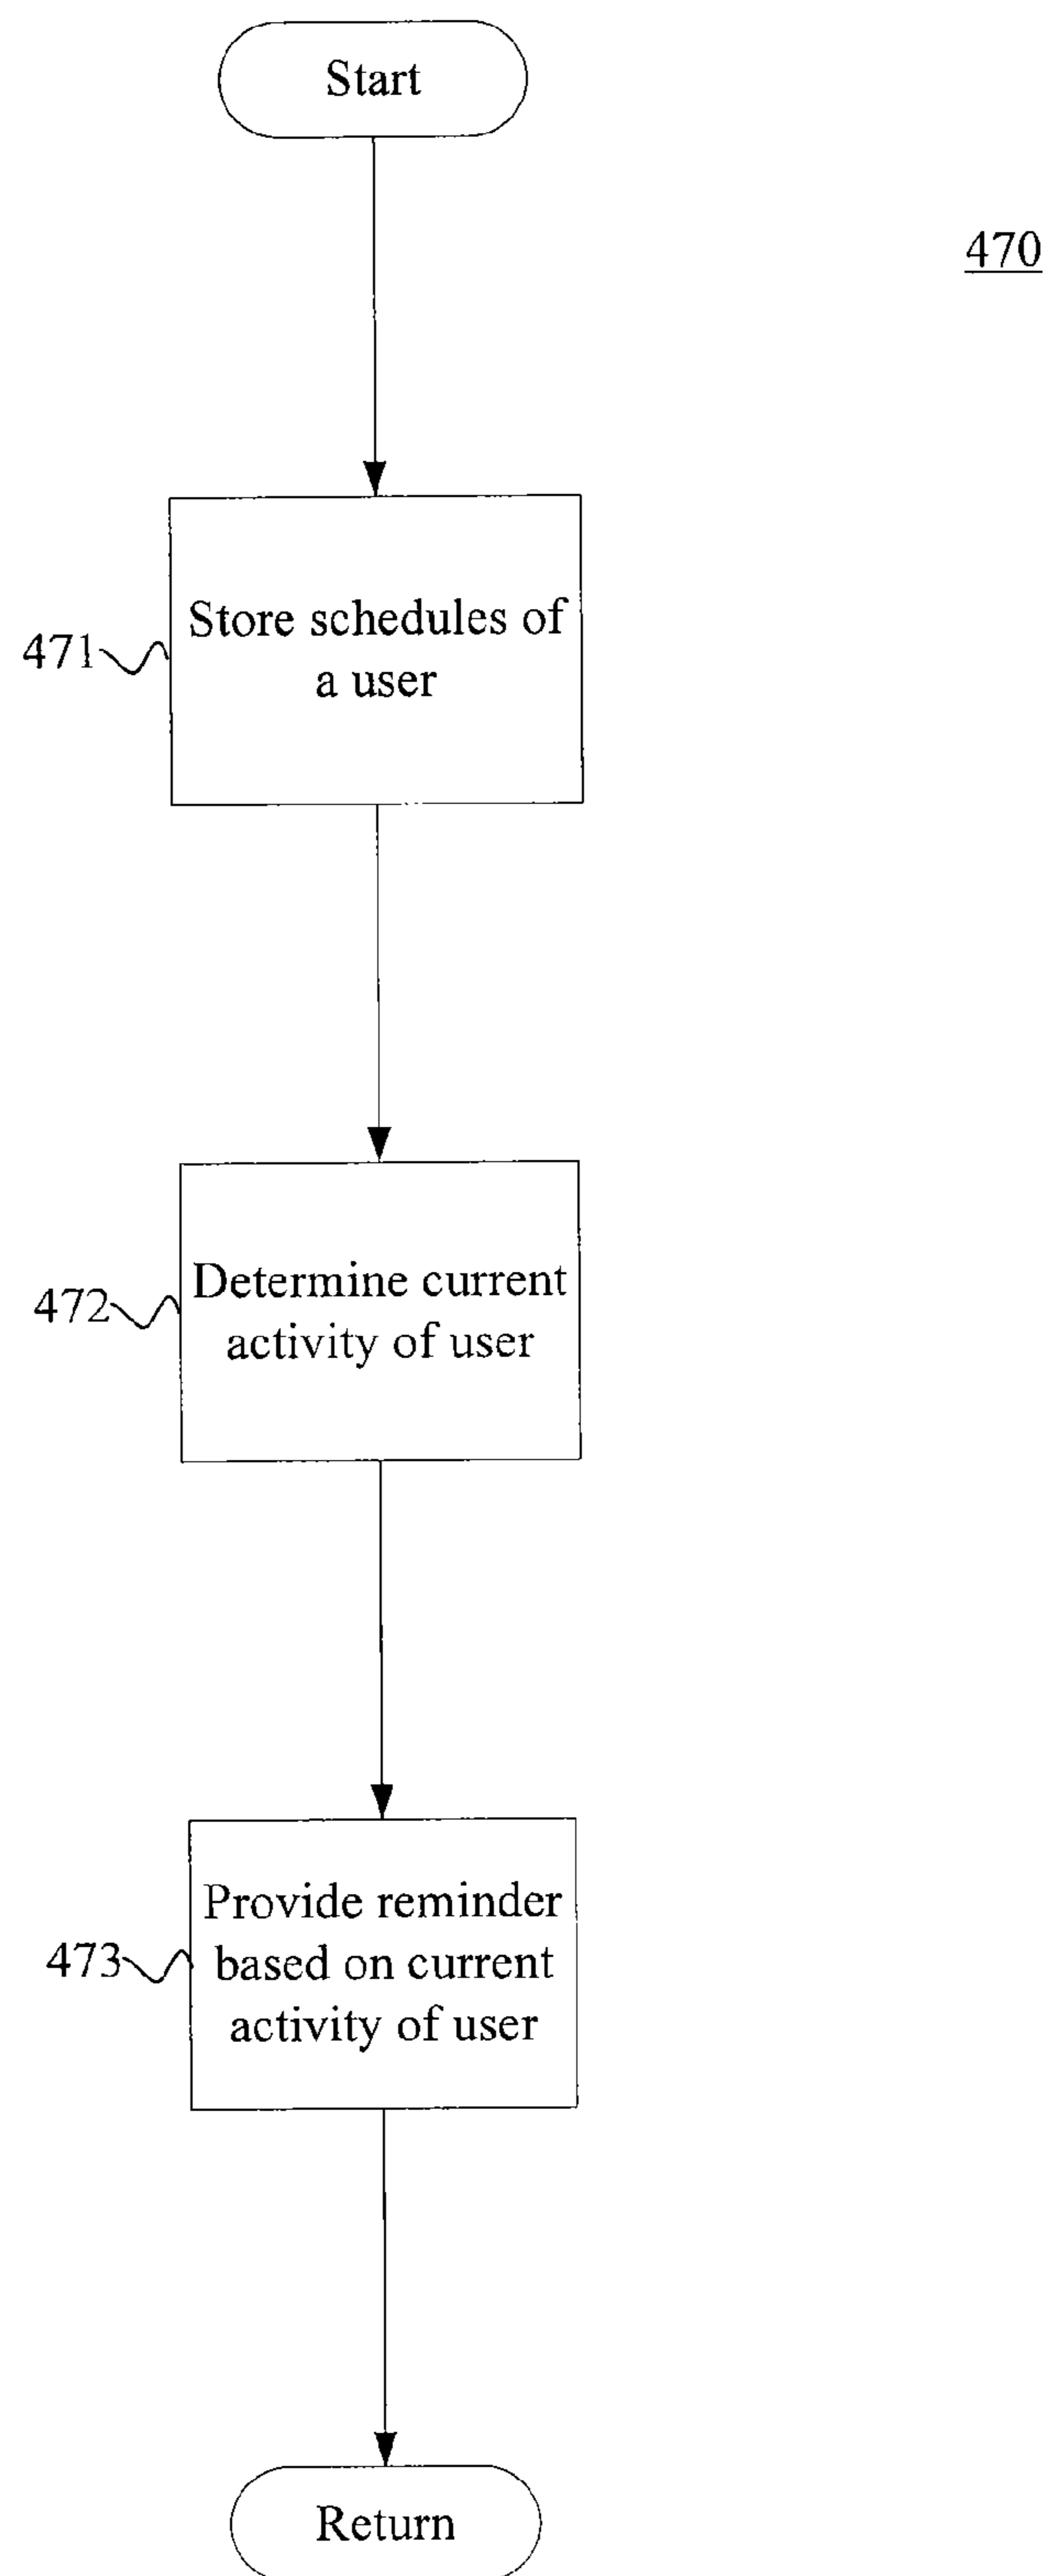 Start
470
471
Store schedules of
a user
472
Determine current
activity of user
473
Provide reminder
based on current
activity of user
Return